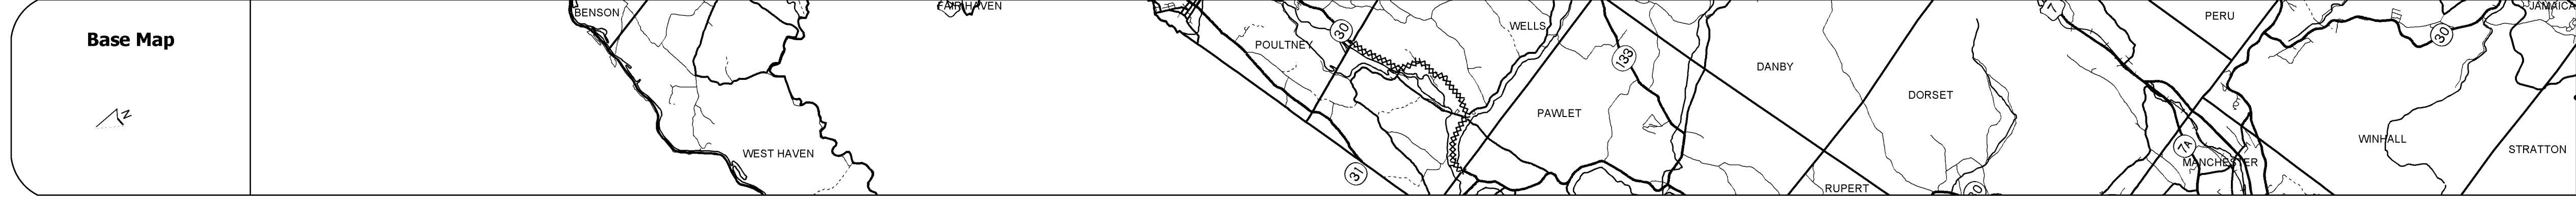 Base Map
N
BENSON
WEST HAVEN
FAIR HAVEN
POULTNEY
30
31
WELLS
PAWLET
133
DANBY
DORSET
RUPERT
30
7
PERU
7A
MANCHESTER
30
WINHALL
JAMAICA
STRATTON